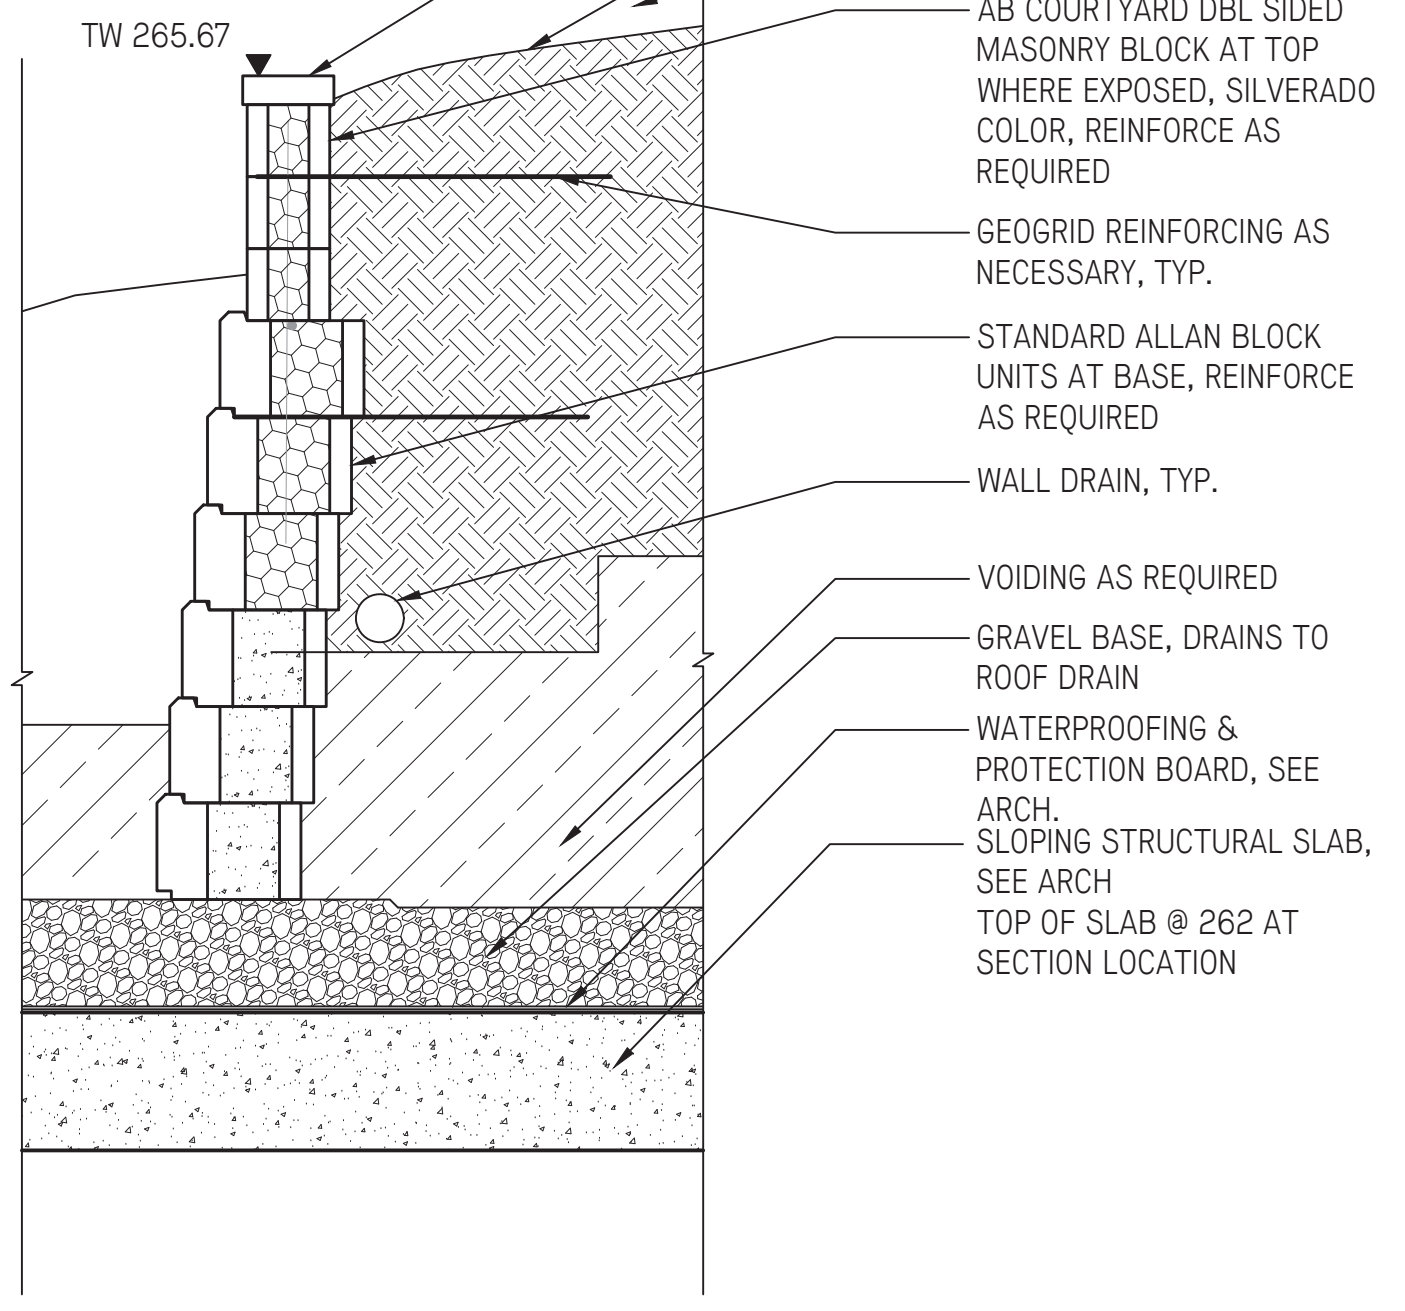 TW 265.67
AB COURTYARD DBL SIDED
MASONRY BLOCK AT TOP
WHERE EXPOSED, SILVERADO
COLOR, REINFORCE AS
REQUIRED
GEOGRID REINFORCING AS
NECESSARY, TYP.
STANDARD ALLAN BLOCK
UNITS AT BASE, REINFORCE
AS REQUIRED
WALL DRAIN, TYP.
VOIDING AS REQUIRED
GRAVEL BASE, DRAINS TO
ROOF DRAIN
WATERPROOFING &
PROTECTION BOARD, SEE
ARCH.
SLOPING STRUCTURAL SLAB,
SEE ARCH
TOP OF SLAB @ 262 AT
SECTION LOCATION